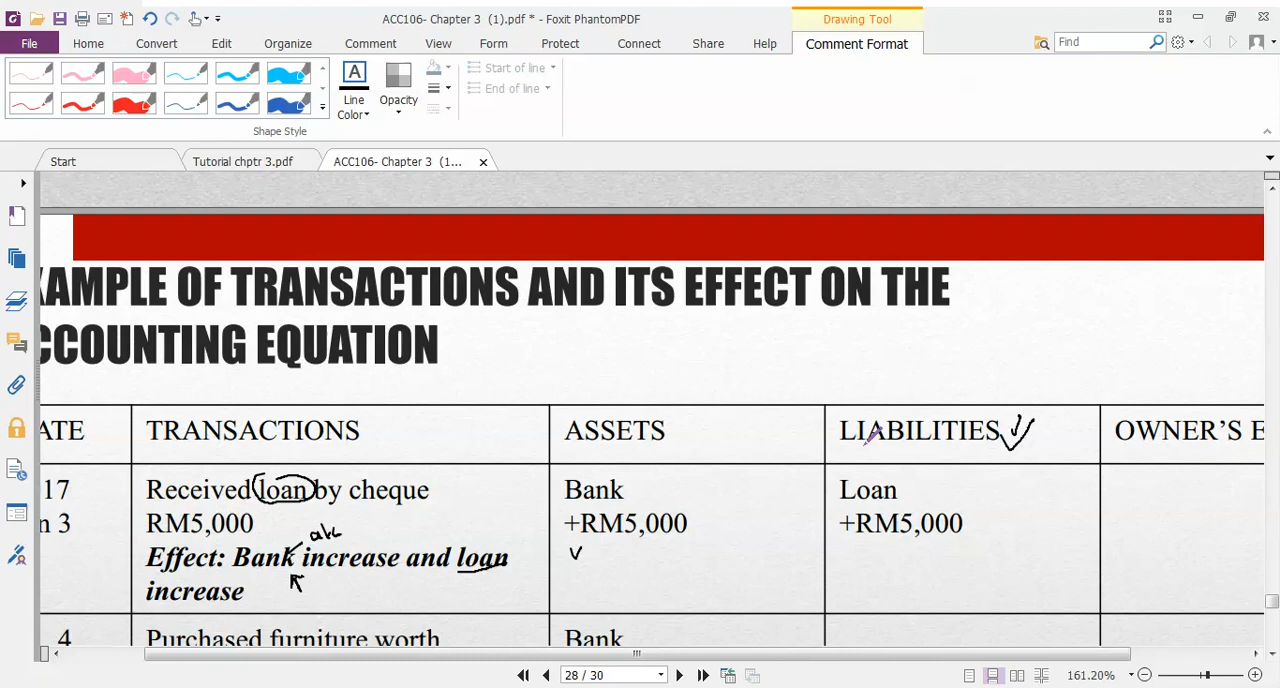 ACC106- Chapter 3  (1).pdf * - Foxit PhantomPDF
Drawing Tool
File Home Convert Edit Organize Comment View Form Protect Connect Share Help Comment Format Find
A
Line Color
Opacity
Start of line
End of line
Shape Style
Start
Tutorial chptr 3.pdf
ACC106- Chapter 3  (1...
XAMPLE OF TRANSACTIONS AND ITS EFFECT ON THE
CCOUNTING EQUATION
ATE TRANSACTIONS ASSETS LIABILITIES OWNER'S E
17 Received loan by cheque Bank Loan
n 3 RM5,000 +RM5,000 +RM5,000
a/c
Effect: Bank increase and loan
increase
4 Purchased furniture worth Bank
28 / 30
161.20%